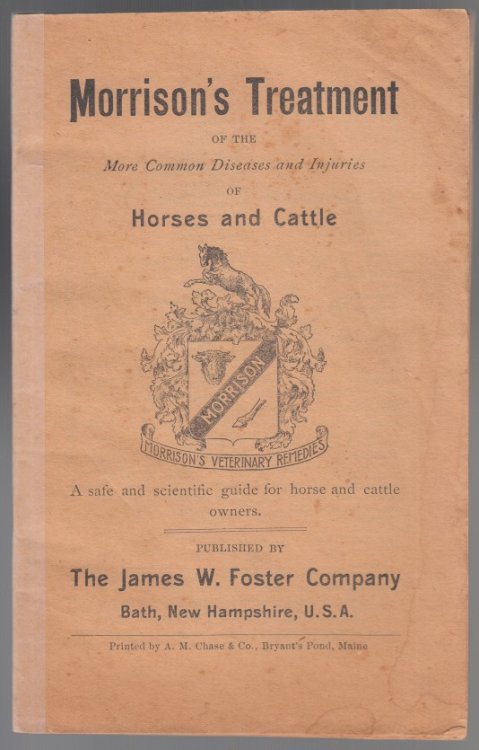 Morrison's Treatment
OF THE
More Common Diseases and Injuries
OF
Horses and Cattle
MORRISON
MORRISON'S VETERINARY REMEDIES
A safe and scientific guide for horse and cattle
owners.
PUBLISHED BY
The James W. Foster Company
Bath, New Hampshire, U.S.A.
Printed by A. M. Chase & Co., Bryant's Pond, Maine